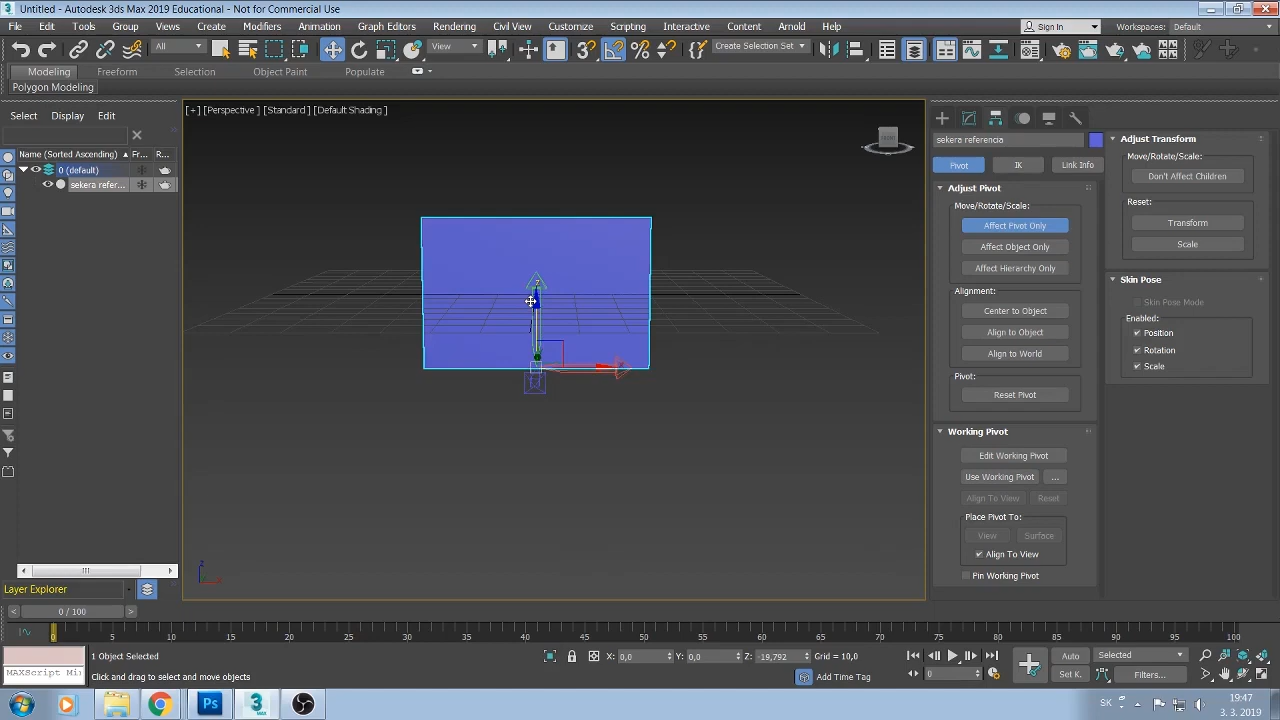 Untitled - Autodesk 3ds Max 2019 Educational - Not for Commercial Use
File Edit Tools Group Views Create Modifiers Animation Graph Editors Rendering Civil View Customize Scripting Interactive Content Arnold Help Sign In Workspaces: Default
All View Create Selection Set
Modeling Freeform Selection Object Paint Populate
Polygon Modeling
Select Display Edit
Name (Sorted Ascending) Fr... R...
0 (default)
sekera refer...
[+] [Perspective ] [Standard ] [Default Shading ]
sekera referencia
Pivot IK Link Info
Adjust Pivot
Move/Rotate/Scale:
Affect Pivot Only
Affect Object Only
Affect Hierarchy Only
Alignment:
Center to Object
Align to Object
Align to World
Pivot:
Reset Pivot
Working Pivot
Edit Working Pivot
Use Working Pivot ...
Align To View Reset
Place Pivot To:
View Surface
Align To View
Pin Working Pivot
Adjust Transform
Move/Rotate/Scale:
Don't Affect Children
Reset:
Transform
Scale
Skin Pose
Skin Pose Mode
Enabled:
Position
Rotation
Scale
Layer Explorer
< 0 / 100 >
0 5 10 15 20 25 30 35 40 45 50 55 60 65 70 75 80 85 90 95 100
1 Object Selected X: 0,0 Y: 0,0 Z: -19,792 Grid = 10,0 Auto Selected
MAXScript Mi Click and drag to select and move objects Add Time Tag 0 Set K. Filters...
SK 19:47
3. 3. 2019